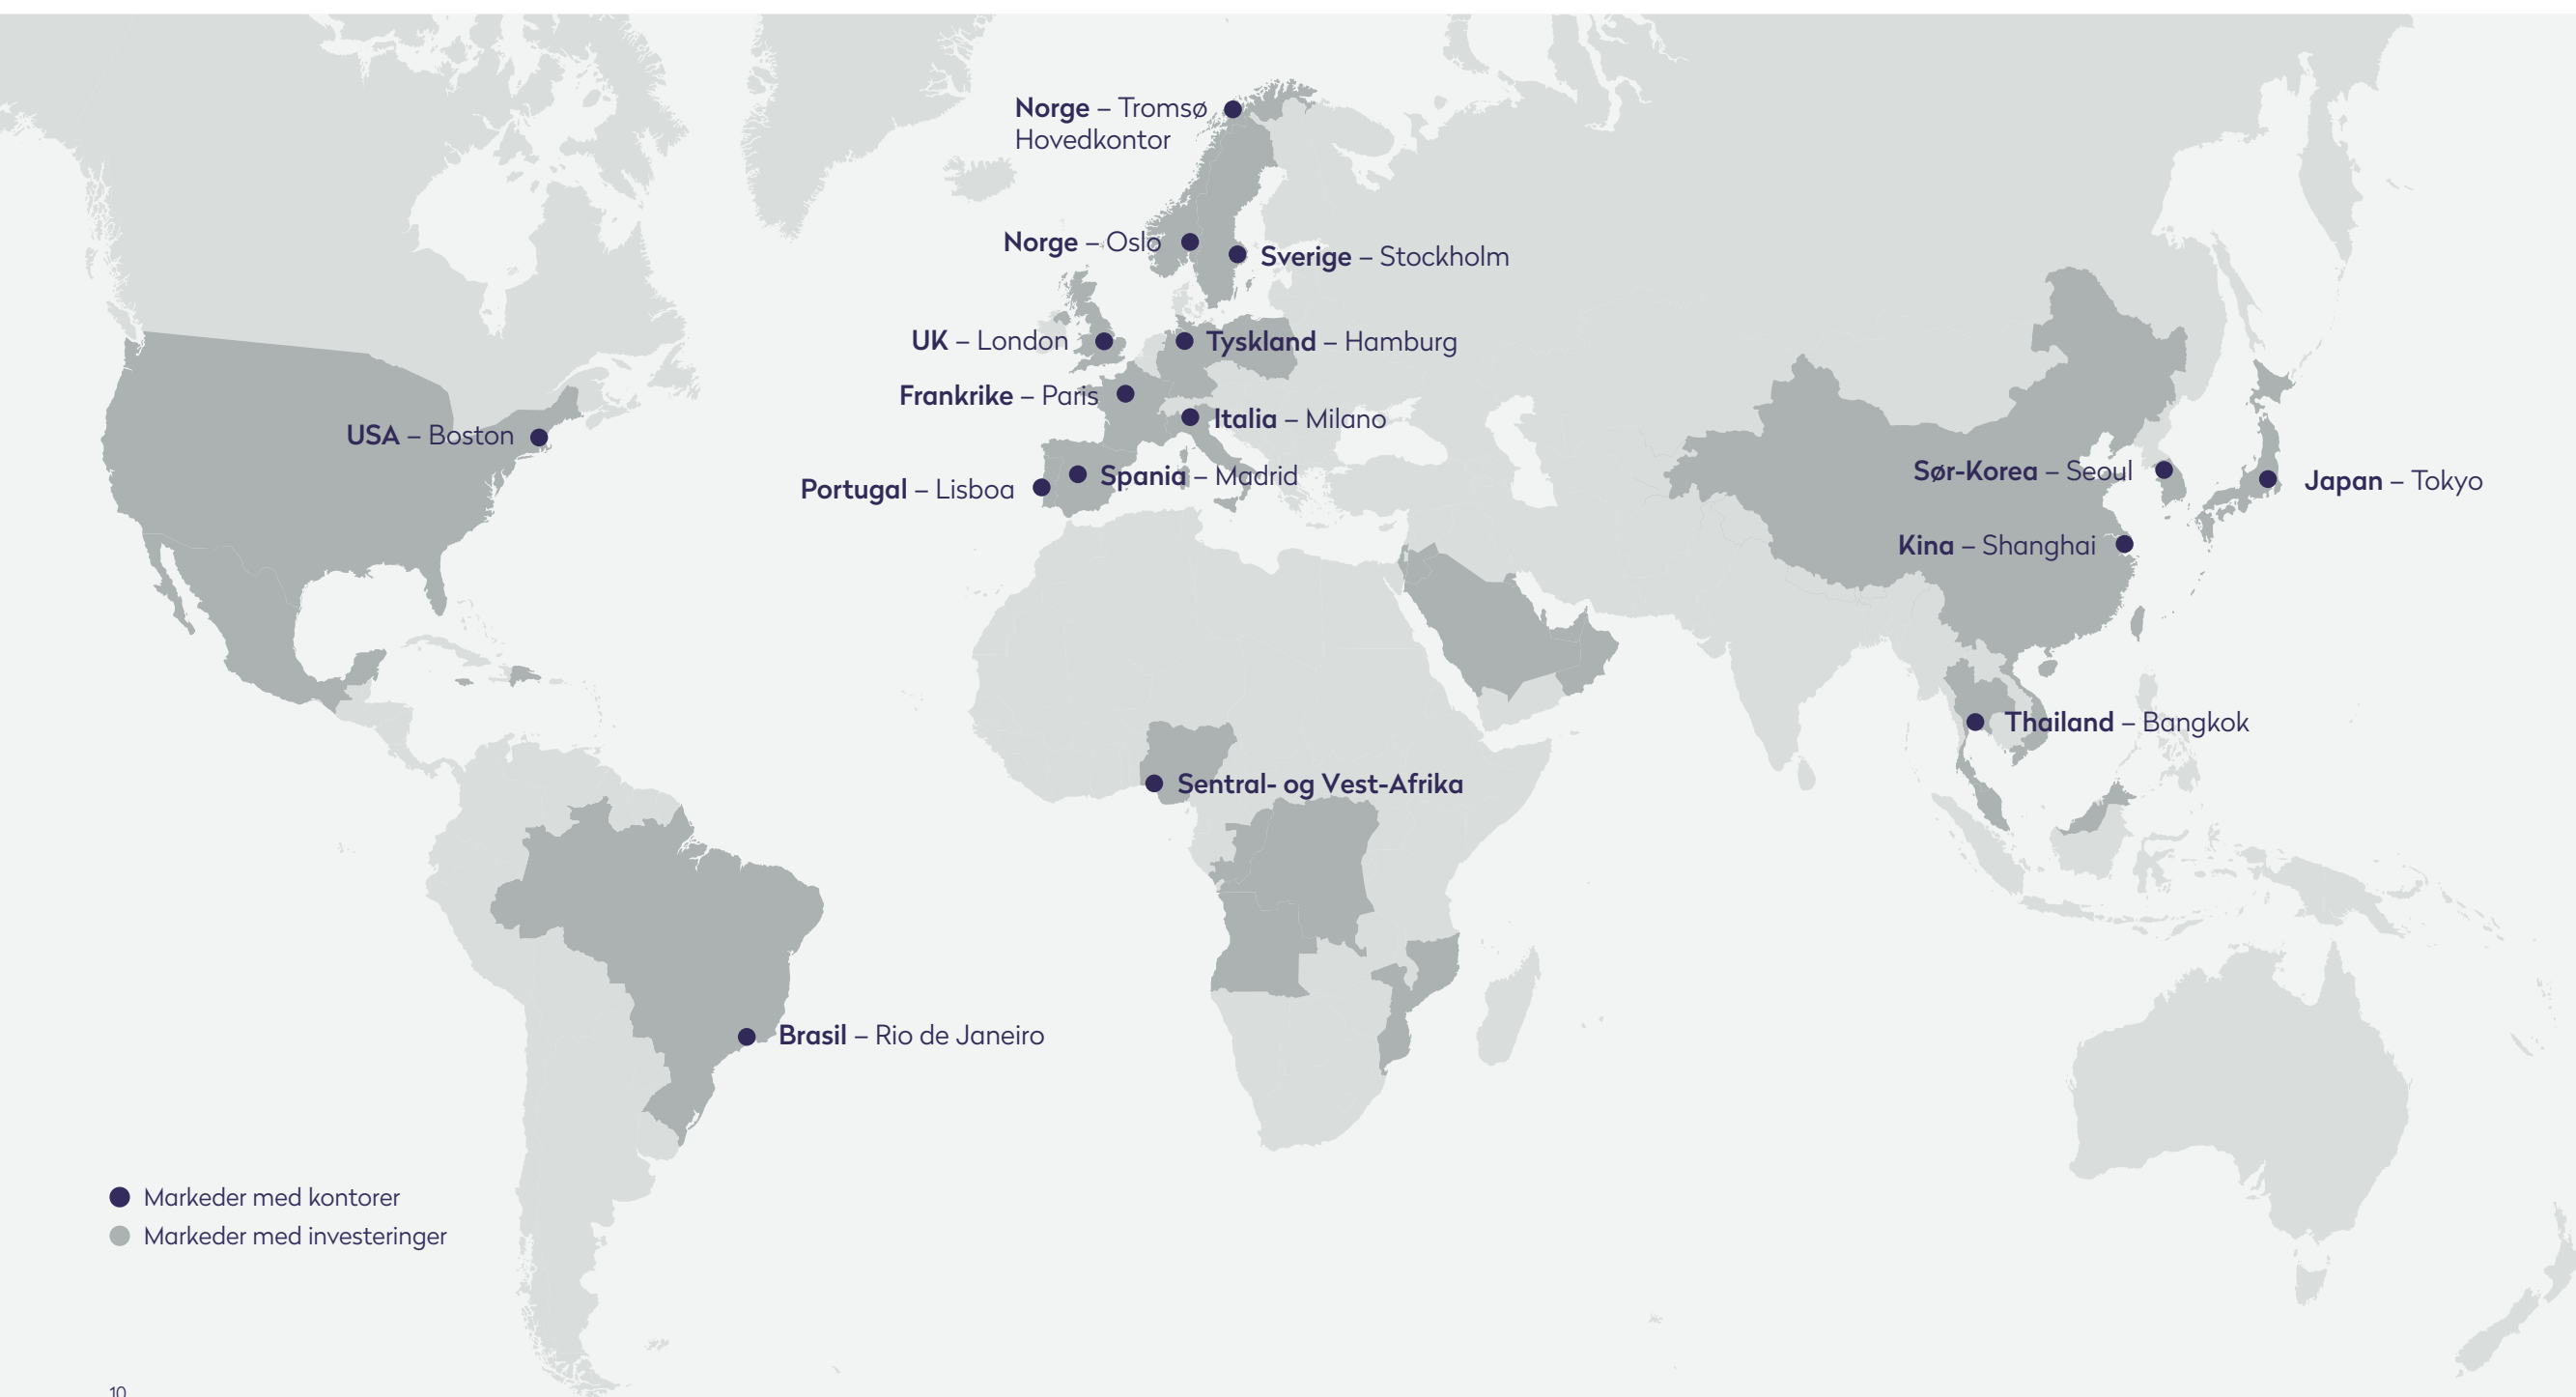 Norge – Tromsø
Hovedkontor
Norge – Oslo
Sverige – Stockholm
UK – London
Tyskland – Hamburg
Frankrike – Paris
Italia – Milano
USA – Boston
Spania – Madrid
Portugal – Lisboa
Sør-Korea – Seoul
Japan – Tokyo
Kina – Shanghai
Thailand – Bangkok
Sentral- og Vest-Afrika
Brasil – Rio de Janeiro
Markeder med kontorer
Markeder med investeringer
10